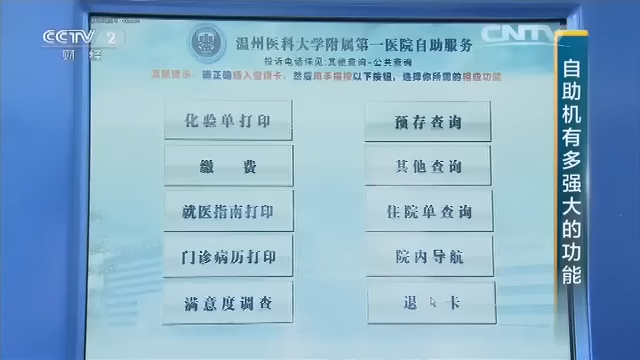 CCTV 2
财经
CNTV
温州医科大学附属第一医院自助服务
投诉电话详见:其他查询-公共查询
温馨提示：请正确插入健康卡，然后用手指按以下按钮，选择你所需的相应功能
化验单打印
预存查询
缴 费
其他查询
就医指南打印
住院单查询
门诊病历打印
院内导航
满意度调查
退 卡
自助机有多强大的功能